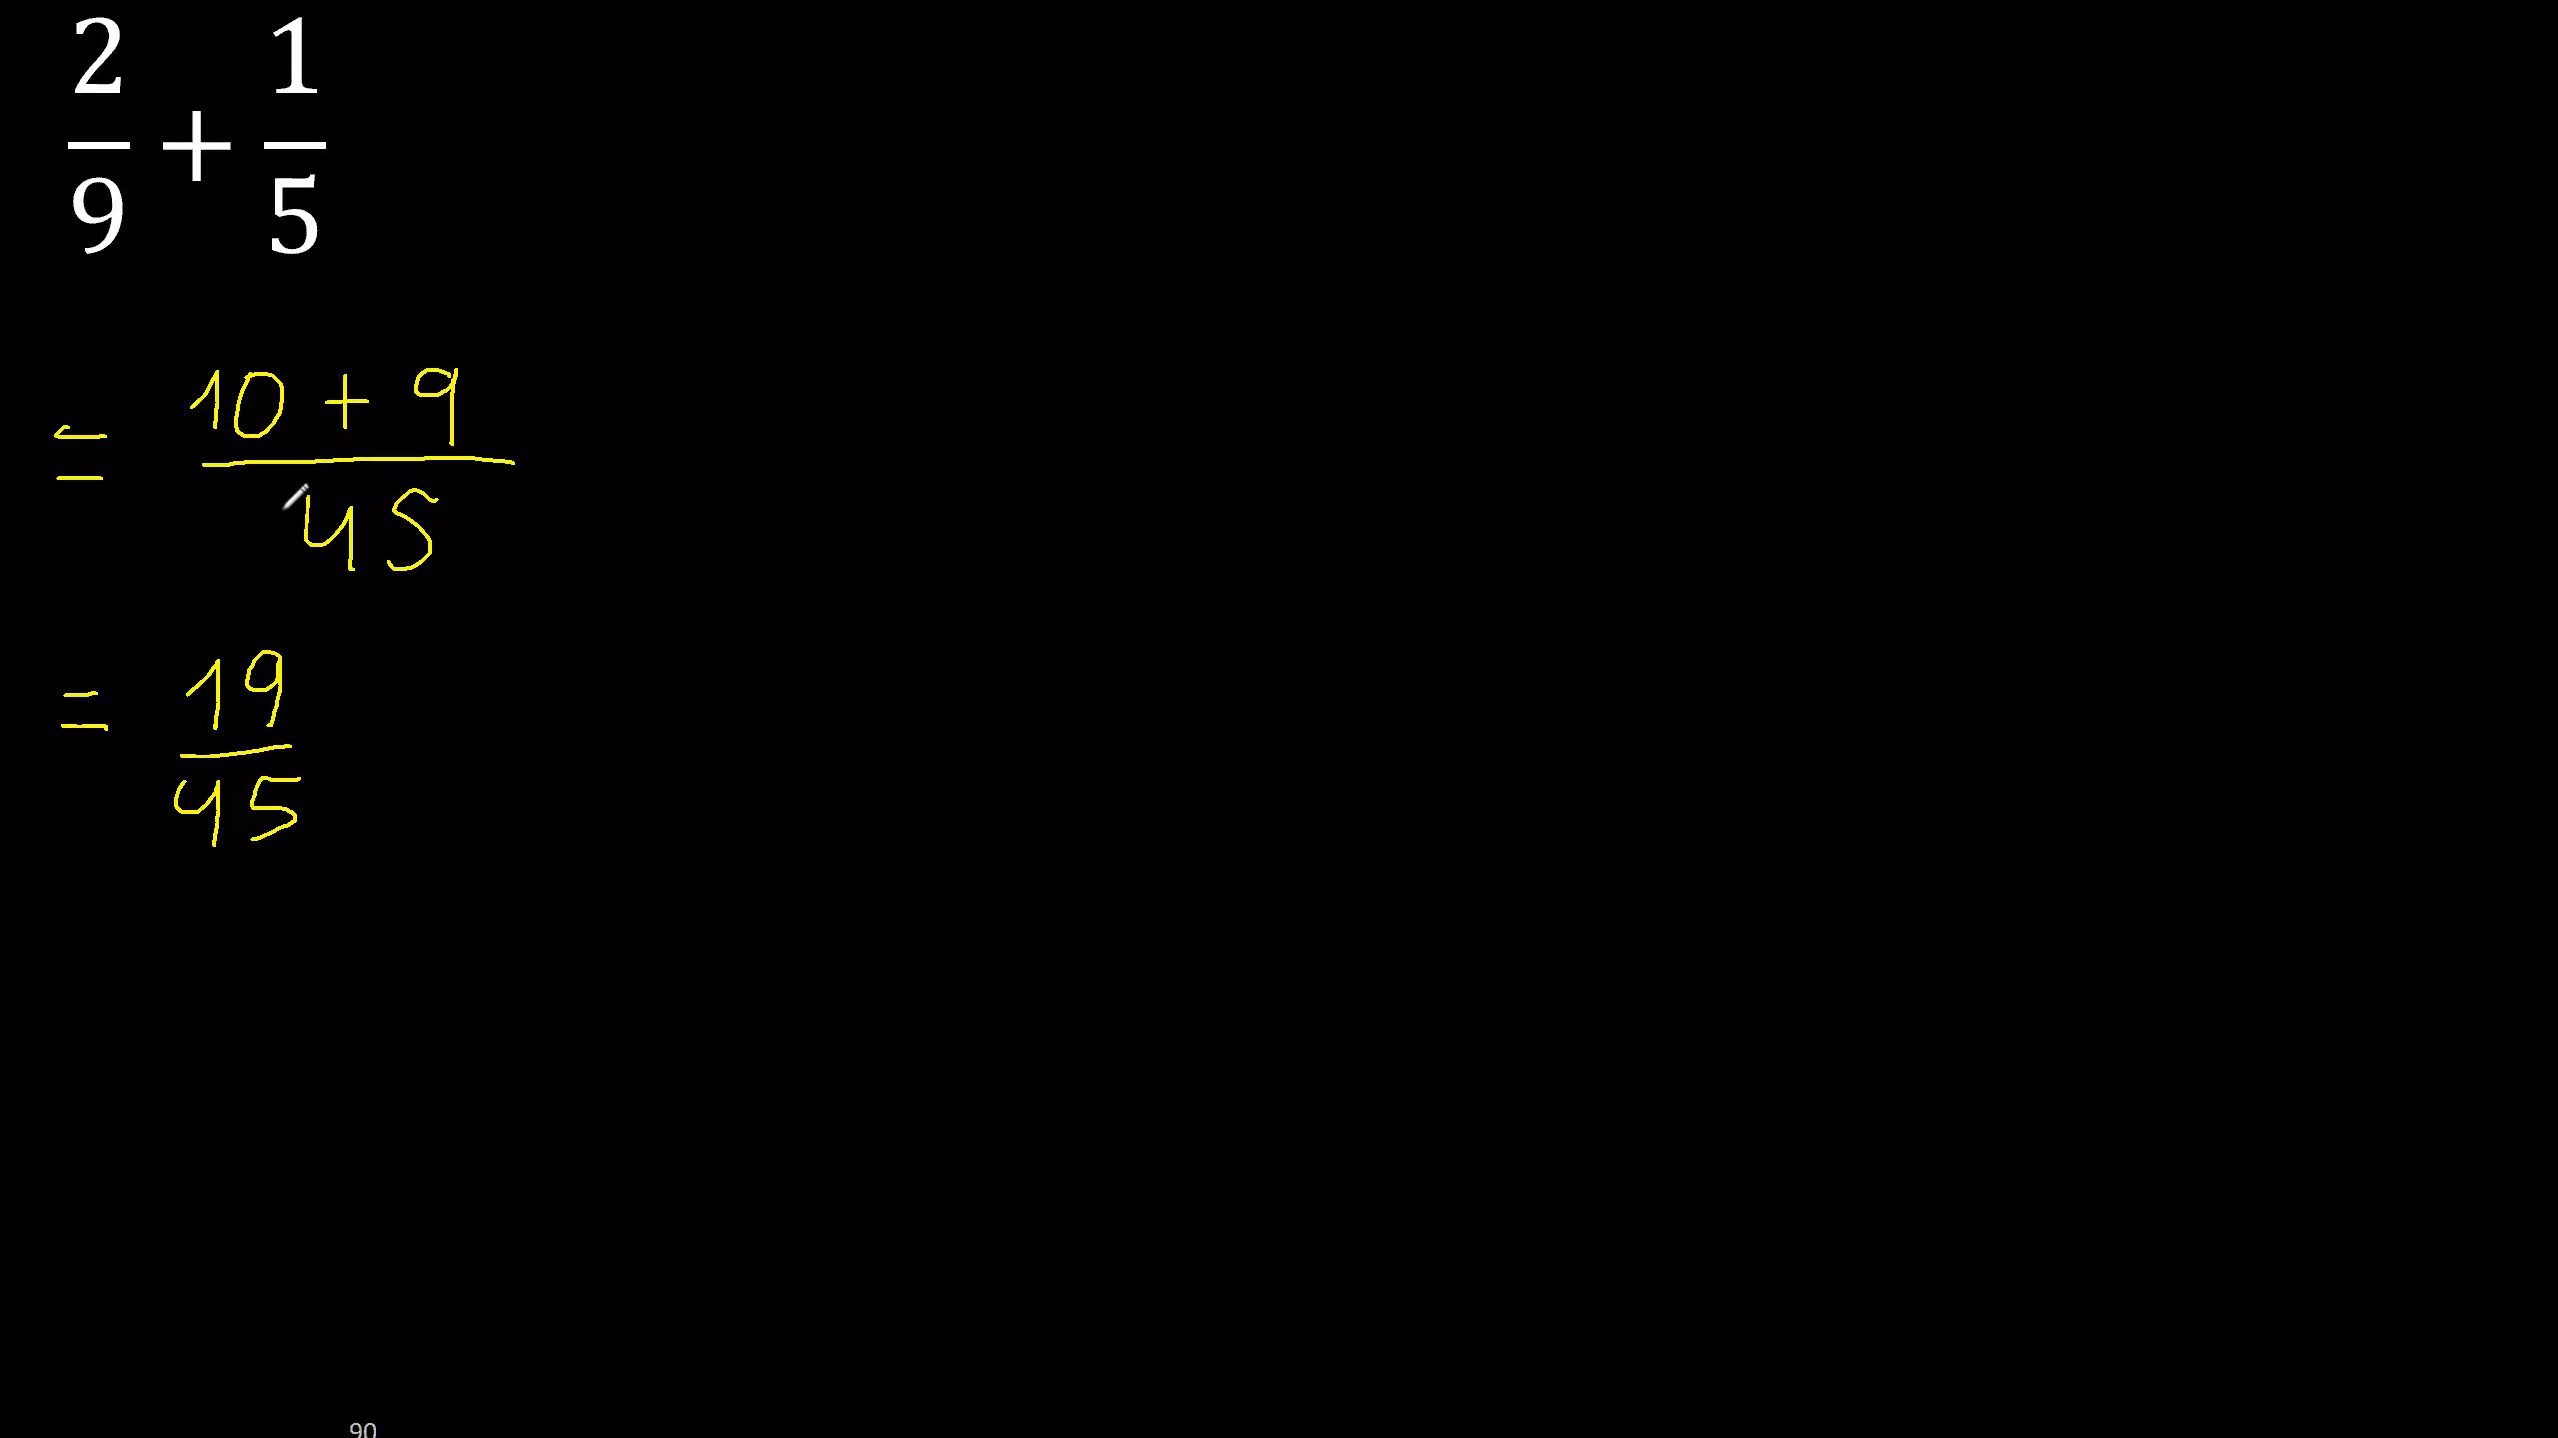 2/9 + 1/5
= 10 + 9 / 45
= 19/45
90